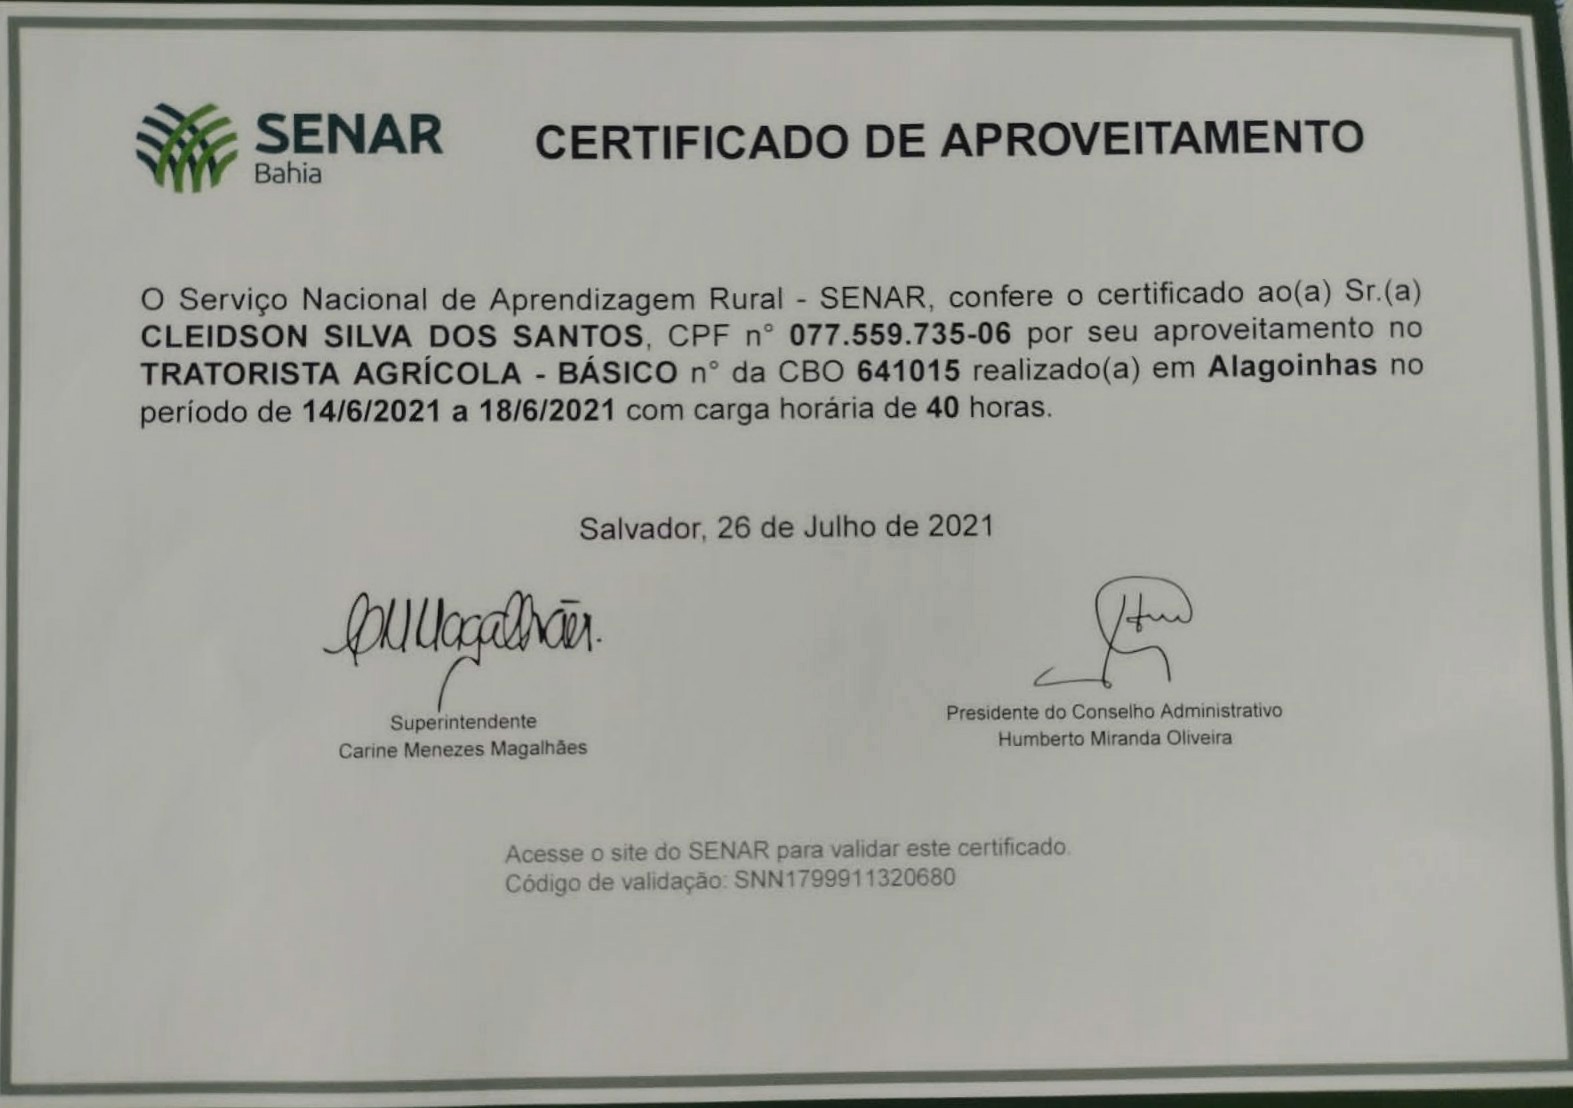 SENAR
Bahia
CERTIFICADO DE APROVEITAMENTO
O Serviço Nacional de Aprendizagem Rural - SENAR, confere o certificado ao(a) Sr.(a)
CLEIDSON SILVA DOS SANTOS, CPF n° 077.559.735-06 por seu aproveitamento no
TRATORISTA AGRÍCOLA - BÁSICO n° da CBO 641015 realizado(a) em Alagoinhas no
período de 14/6/2021 a 18/6/2021 com carga horária de 40 horas.
Salvador, 26 de Julho de 2021
Superintendente
Carine Menezes Magalhães
Presidente do Conselho Administrativo
Humberto Miranda Oliveira
Acesse o site do SENAR para validar este certificado.
Código de validação: SNN1799911320680